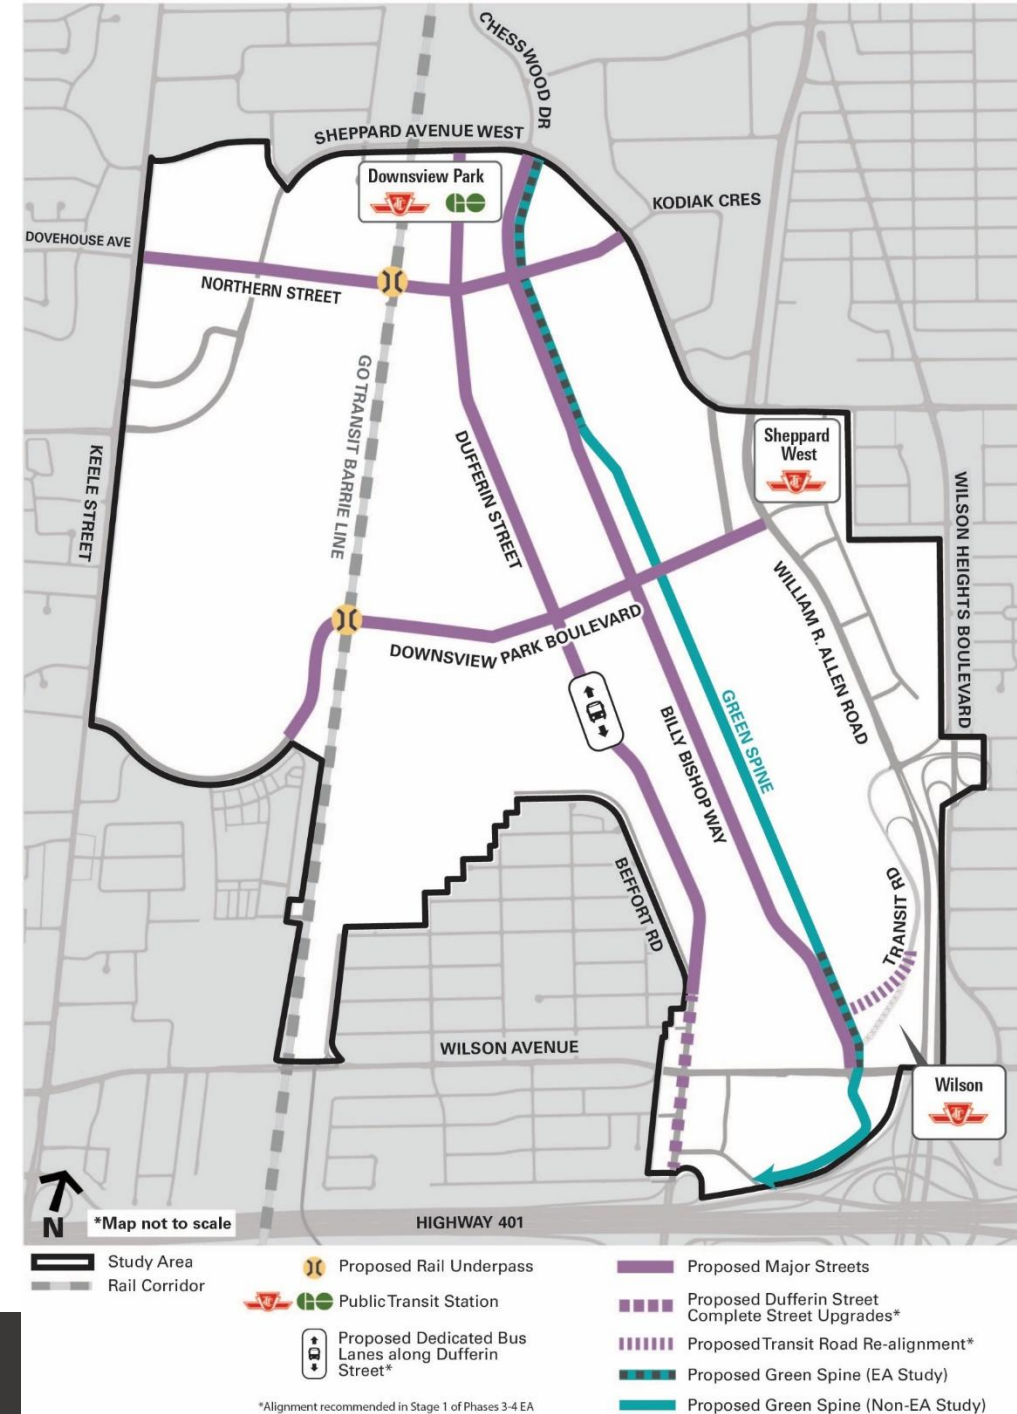 CHESSWOOD DR
SHEPPARD AVENUE WEST
Downsview Park
KODIAK CRES
DOVEHOUSE AVE
NORTHERN STREET
GO TRANSIT BARRIE LINE
KEELE STREET
DUFFERIN STREET
Sheppard
West
WILSON HEIGHTS BOULEVARD
WILLIAM R. ALLEN ROAD
DOWNSVIEW PARK BOULEVARD
GREEN SPINE
BILLY BISHOP WAY
BEFFORT RD
TRANSIT RD
WILSON AVENUE
Wilson
N
*Map not to scale
HIGHWAY 401
Study Area
Rail Corridor
Proposed Rail Underpass
GO Public Transit Station
Proposed Dedicated Bus
Lanes along Dufferin
Street*
*Alignment recommended in Stage 1 of Phases 3-4 EA
Proposed Major Streets
Proposed Dufferin Street
Complete Street Upgrades*
Proposed Transit Road Re-alignment*
Proposed Green Spine (EA Study)
Proposed Green Spine (Non-EA Study)